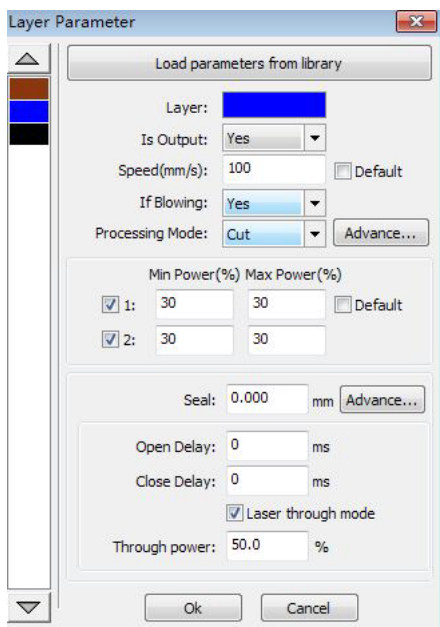 Layer Parameter
Load parameters from library
Layer:
Is Output: Yes
Speed(mm/s): 100 Default
If Blowing: Yes
Processing Mode: Cut Advance...
Min Power(%) Max Power(%)
1: 30 30 Default
2: 30 30
Seal: 0.000 mm Advance...
Open Delay: 0 ms
Close Delay: 0 ms
Laser through mode
Through power: 50.0 %
Ok Cancel